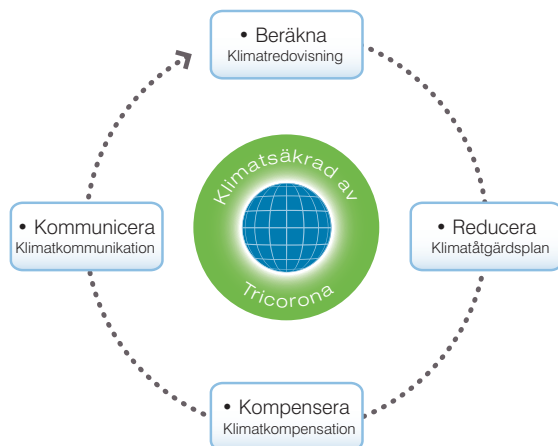 • Beräkna
Klimatredovisning
• Reducera
Klimatåtgärdsplan
• Kompensera
Klimatkompensation
• Kommunicera
Klimatkommunikation
Klimatsäkrad av
Tricorona